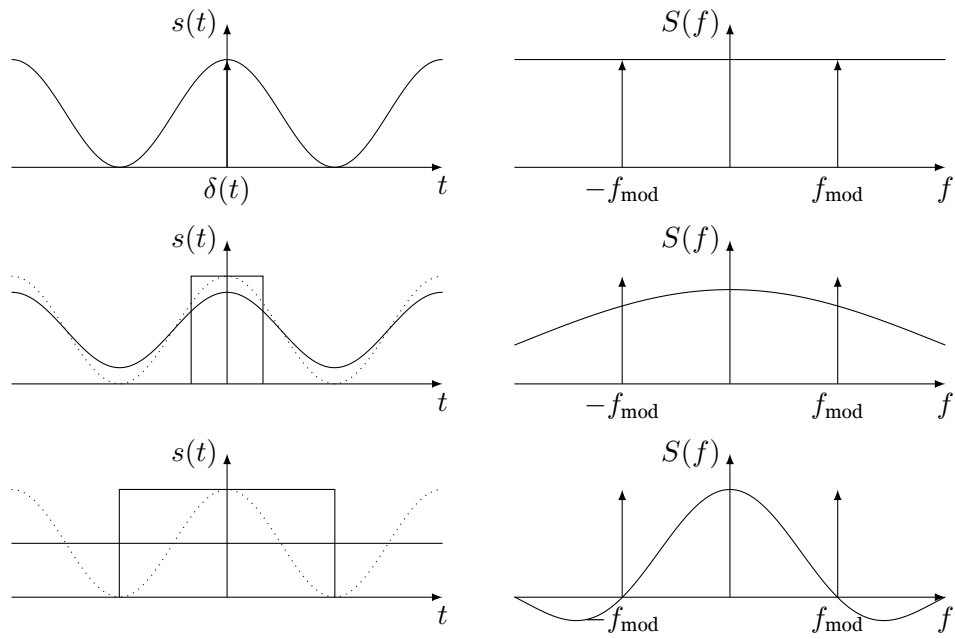 s(t)
S(f)
δ(t)
t
−f_mod
f_mod
f
s(t)
S(f)
t
−f_mod
f_mod
f
s(t)
S(f)
t
−f_mod
f_mod
f